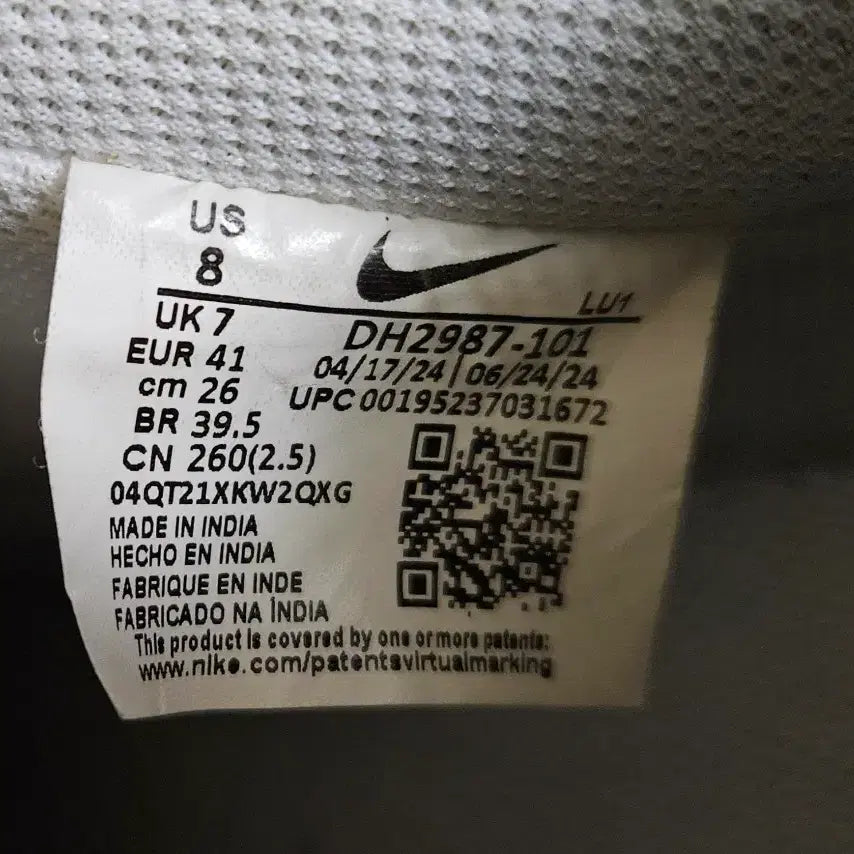 US
8
LU1
UK 7
DH2987-101
EUR 41
04/17/24 | 06/24/24
cm 26
UPC 00195237031672
BR 39.5
CN 260(2.5)
04QT21XKW2QXG
MADE IN INDIA
HECHO EN INDIA
FABRIQUE EN INDE
FABRICADO NA ÍNDIA
This product is covered by one or more patents:
www.nike.com/patentsvirtualmarking